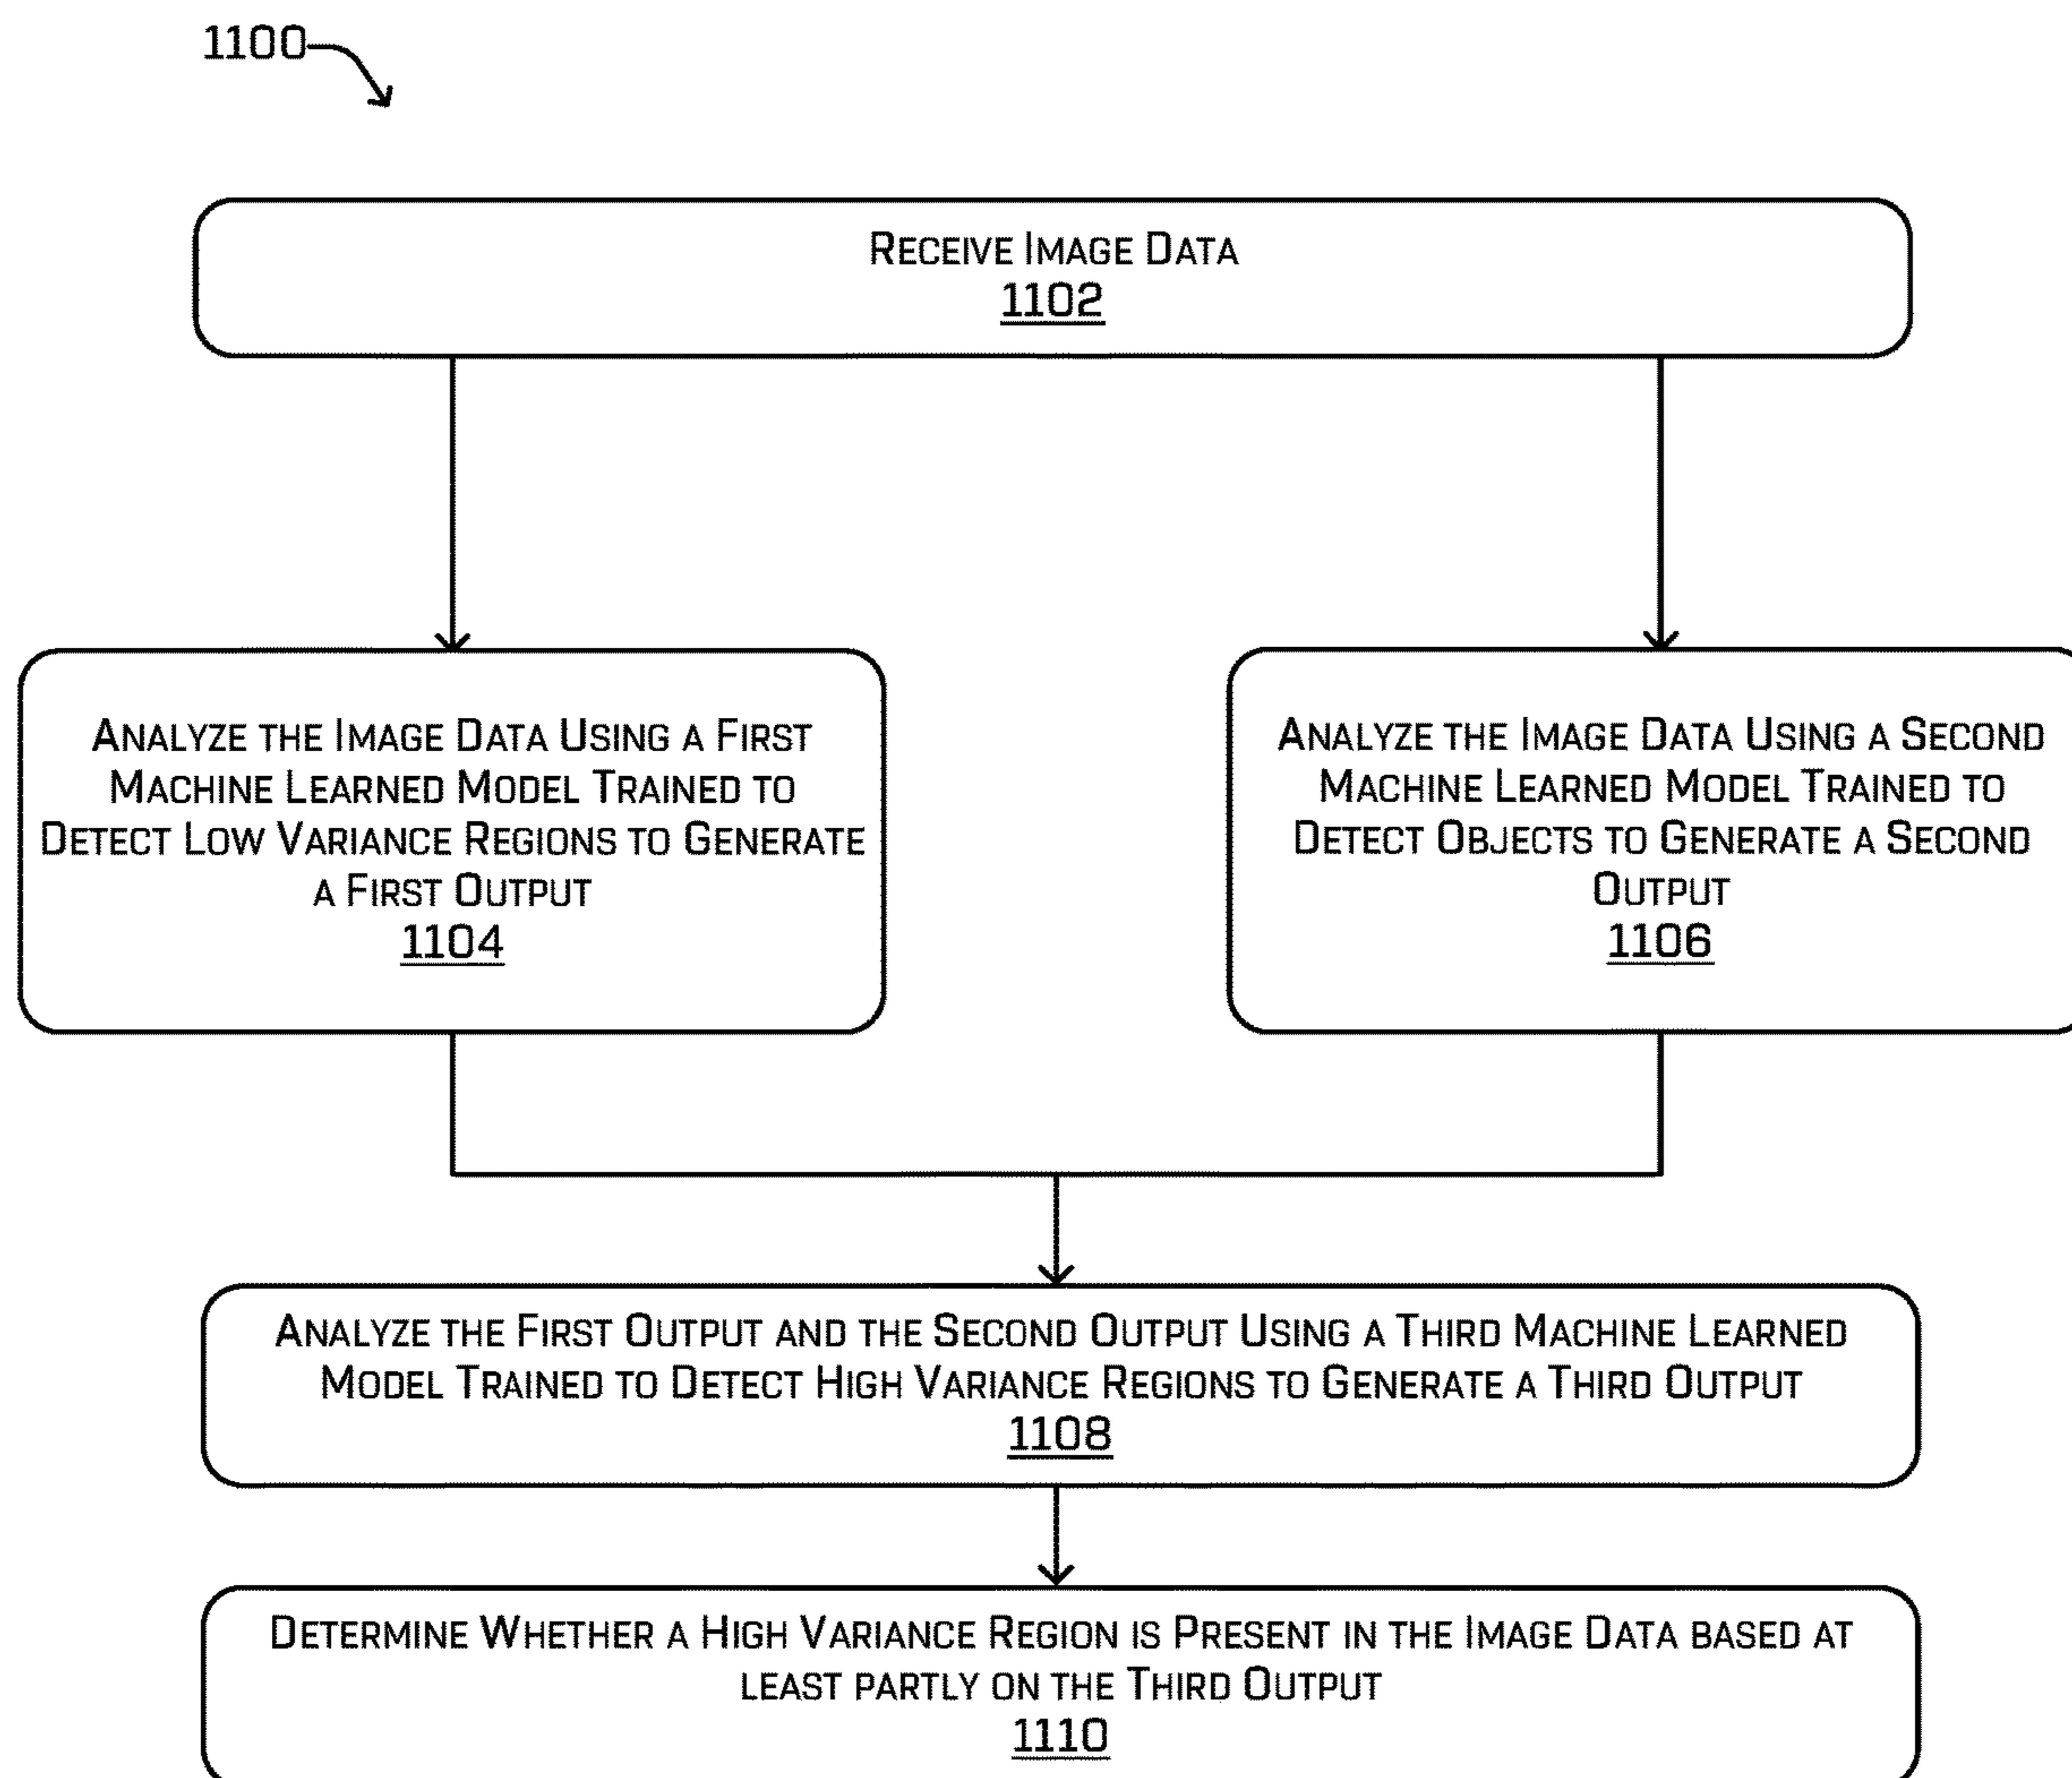 1100
Receive Image Data
1102
Analyze the Image Data Using a First
Machine Learned Model Trained to
Detect Low Variance Regions to Generate
a First Output
1104
Analyze the Image Data Using a Second
Machine Learned Model Trained to
Detect Objects to Generate a Second
Output
1106
Analyze the First Output and the Second Output Using a Third Machine Learned
Model Trained to Detect High Variance Regions to Generate a Third Output
1108
Determine Whether a High Variance Region is Present in the Image Data based at
least partly on the Third Output
1110